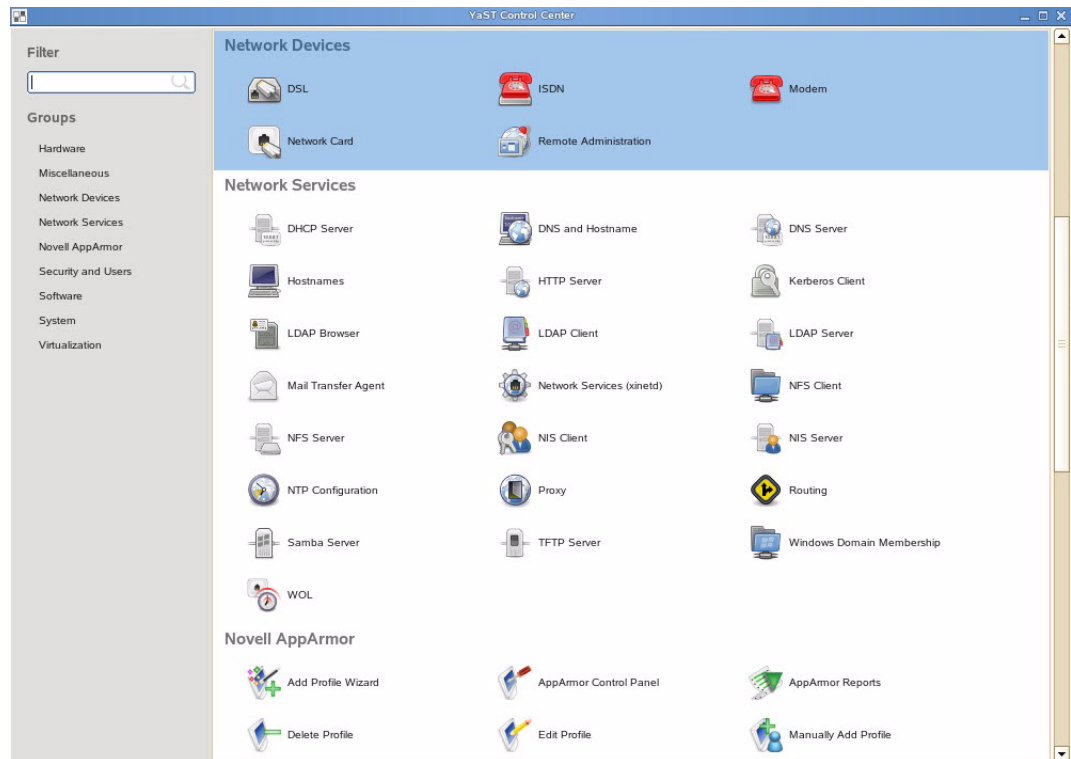 YaST Control Center
Filter
Groups
Hardware
Miscellaneous
Network Devices
Network Services
Novell AppArmor
Security and Users
Software
System
Virtualization
Network Devices
DSL
ISDN
Modem
Network Card
Remote Administration
Network Services
DHCP Server
DNS and Hostname
DNS Server
Hostnames
HTTP Server
Kerberos Client
LDAP Browser
LDAP Client
LDAP Server
Mail Transfer Agent
Network Services (xinetd)
NFS Client
NFS Server
NIS Client
NIS Server
NTP Configuration
Proxy
Routing
Samba Server
TFTP Server
Windows Domain Membership
WOL
Novell AppArmor
Add Profile Wizard
AppArmor Control Panel
AppArmor Reports
Delete Profile
Edit Profile
Manually Add Profile